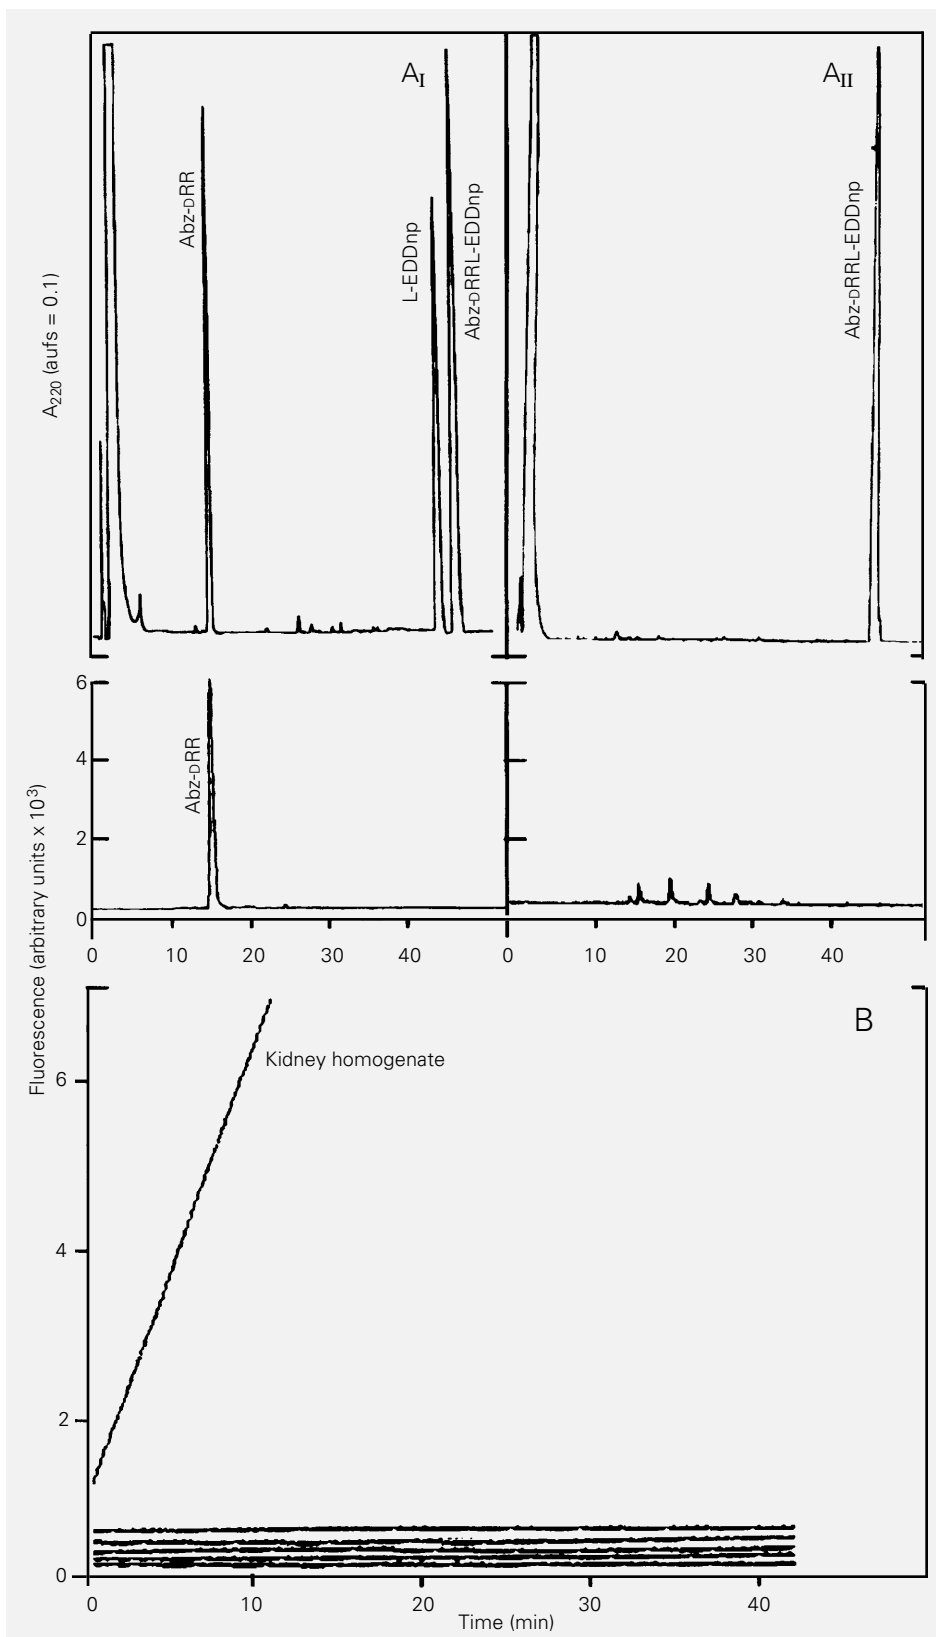 A_I
A_II
Abz-DRR
L-EDDnp
Abz-DRRL-EDDnp
Abz-DRRL-EDDnp
A220 (aufs = 0.1)
6
4
2
0
Abz-DRR
0 10 20 30 40
0 10 20 30 40
Fluorescence (arbitrary units x 10³)
B
Kidney homogenate
6
4
2
0
0 10 20 30 40
Time (min)